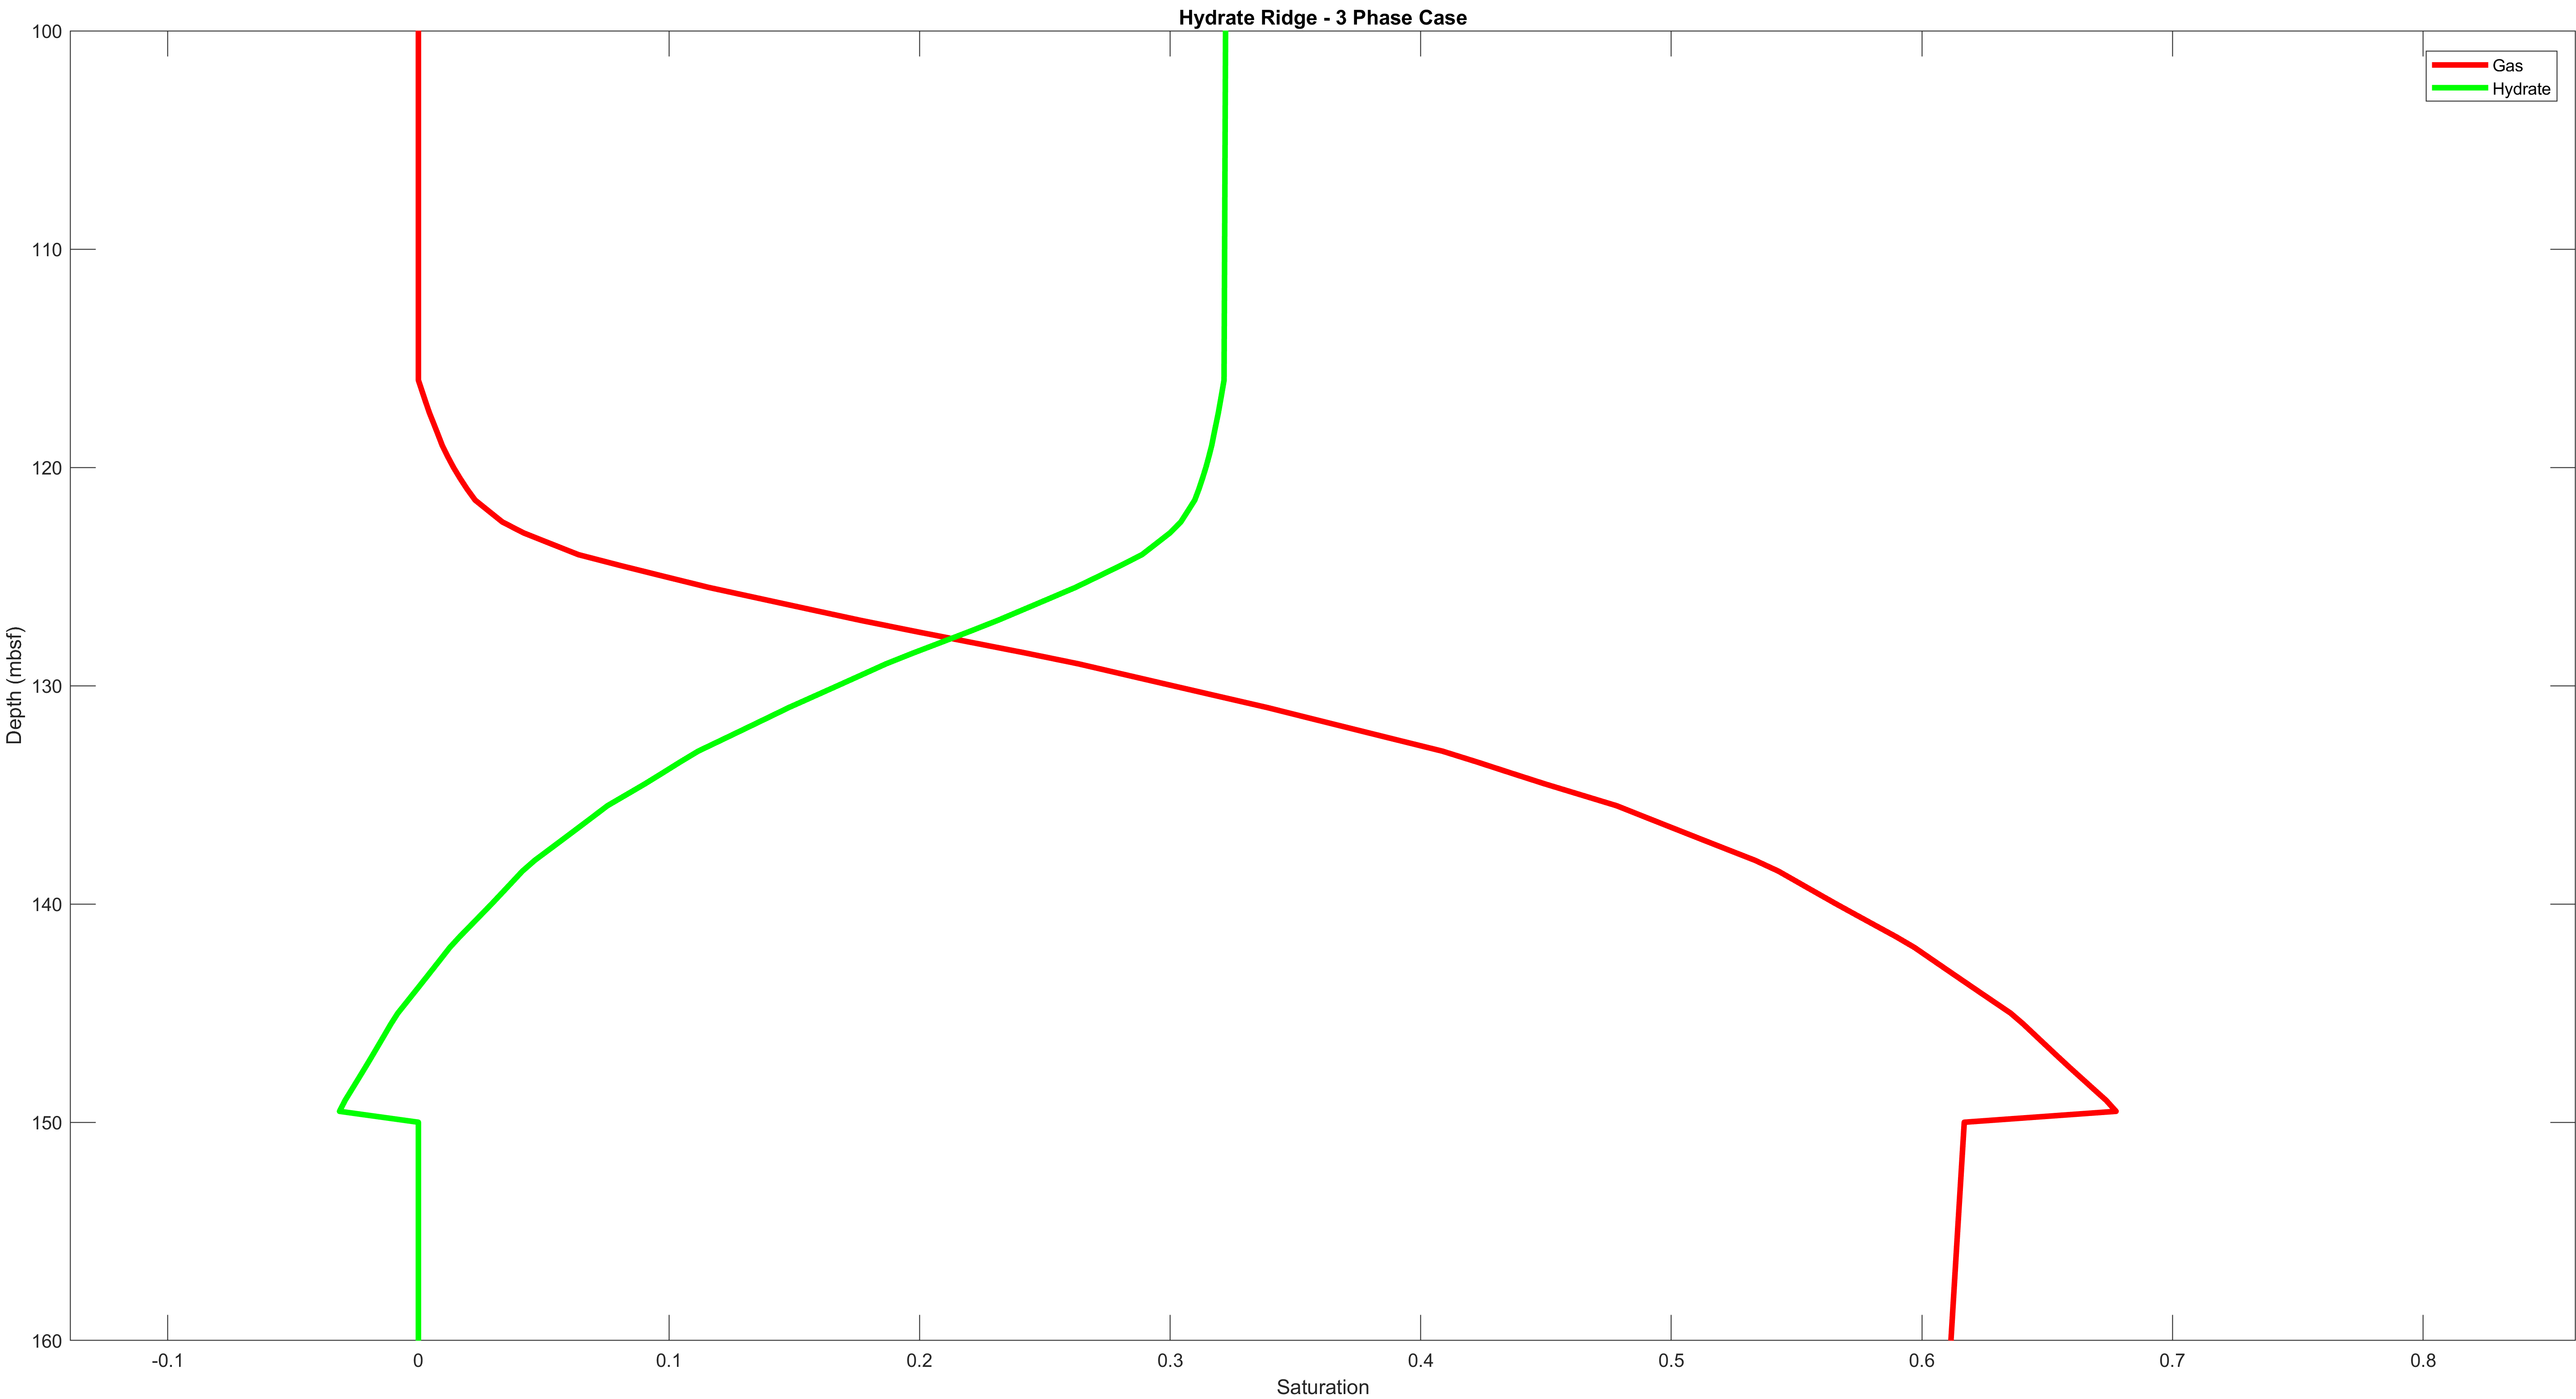 Hydrate Ridge - 3 Phase Case
Gas
Hydrate
100
110
120
130
140
150
160
Depth (mbsf)
-0.1 0 0.1 0.2 0.3 0.4 0.5 0.6 0.7 0.8
Saturation